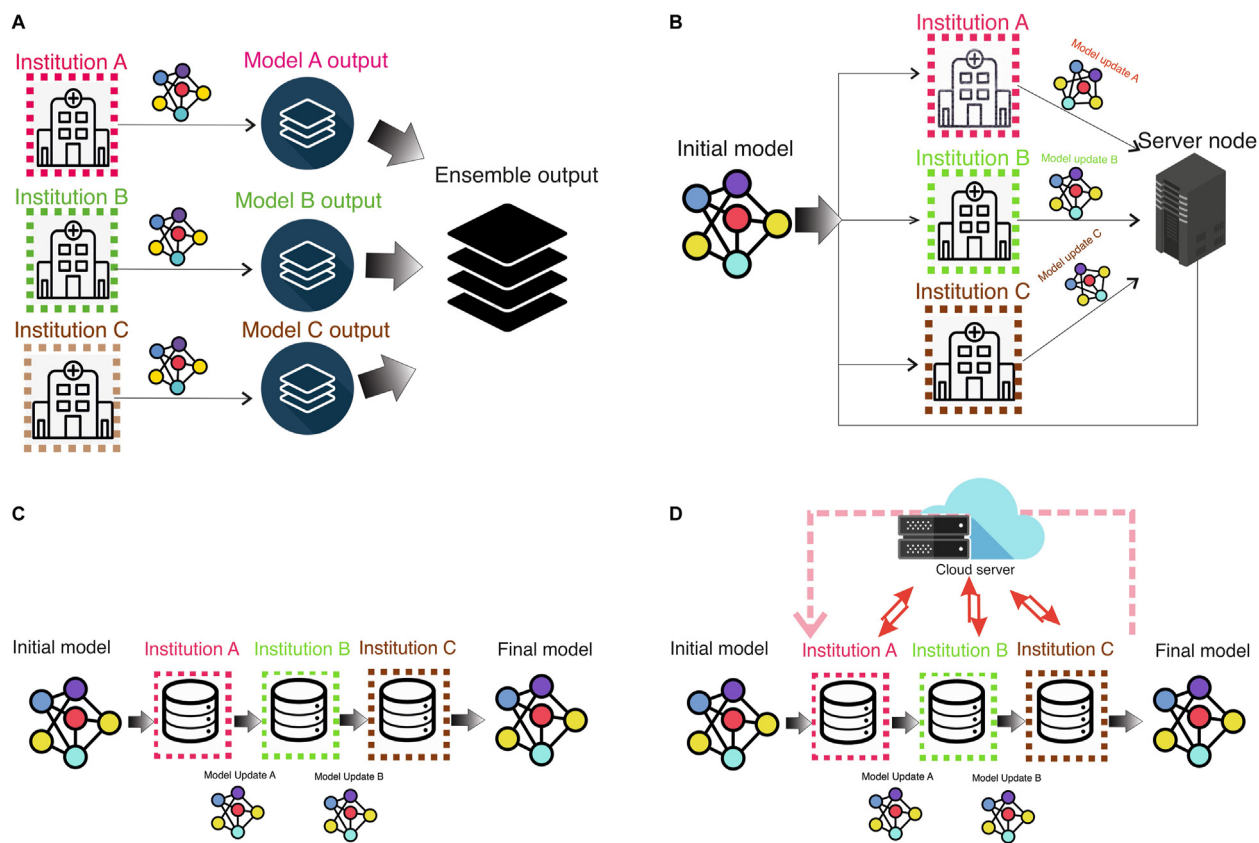 A
Institution A
Model A output
Institution B
Model B output
Ensemble output
Institution C
Model C output
B
Institution A
Model update A
Initial model
Institution B
Model update B
Server node
Institution C
Model update C
C
Initial model
Institution A
Institution B
Institution C
Final model
Model Update A
Model Update B
D
Cloud server
Initial model
Institution A
Institution B
Institution C
Final model
Model Update A
Model Update B